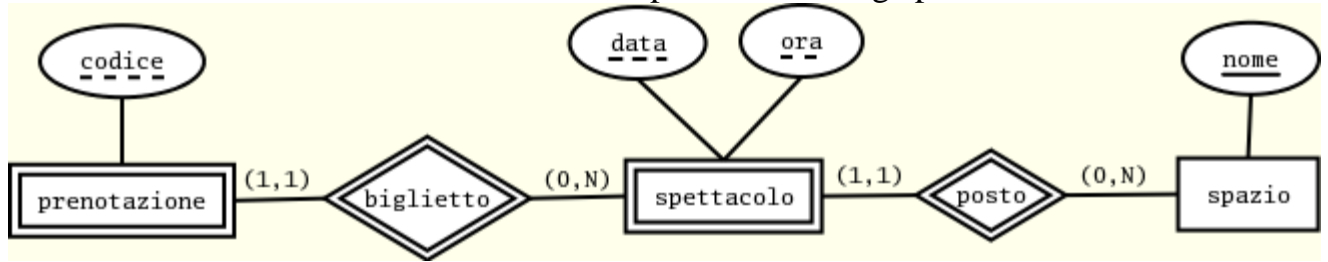 codice
data
ora
nome
prenotazione
(1,1)
biglietto
(0,N)
spettacolo
(1,1)
posto
(0,N)
spazio